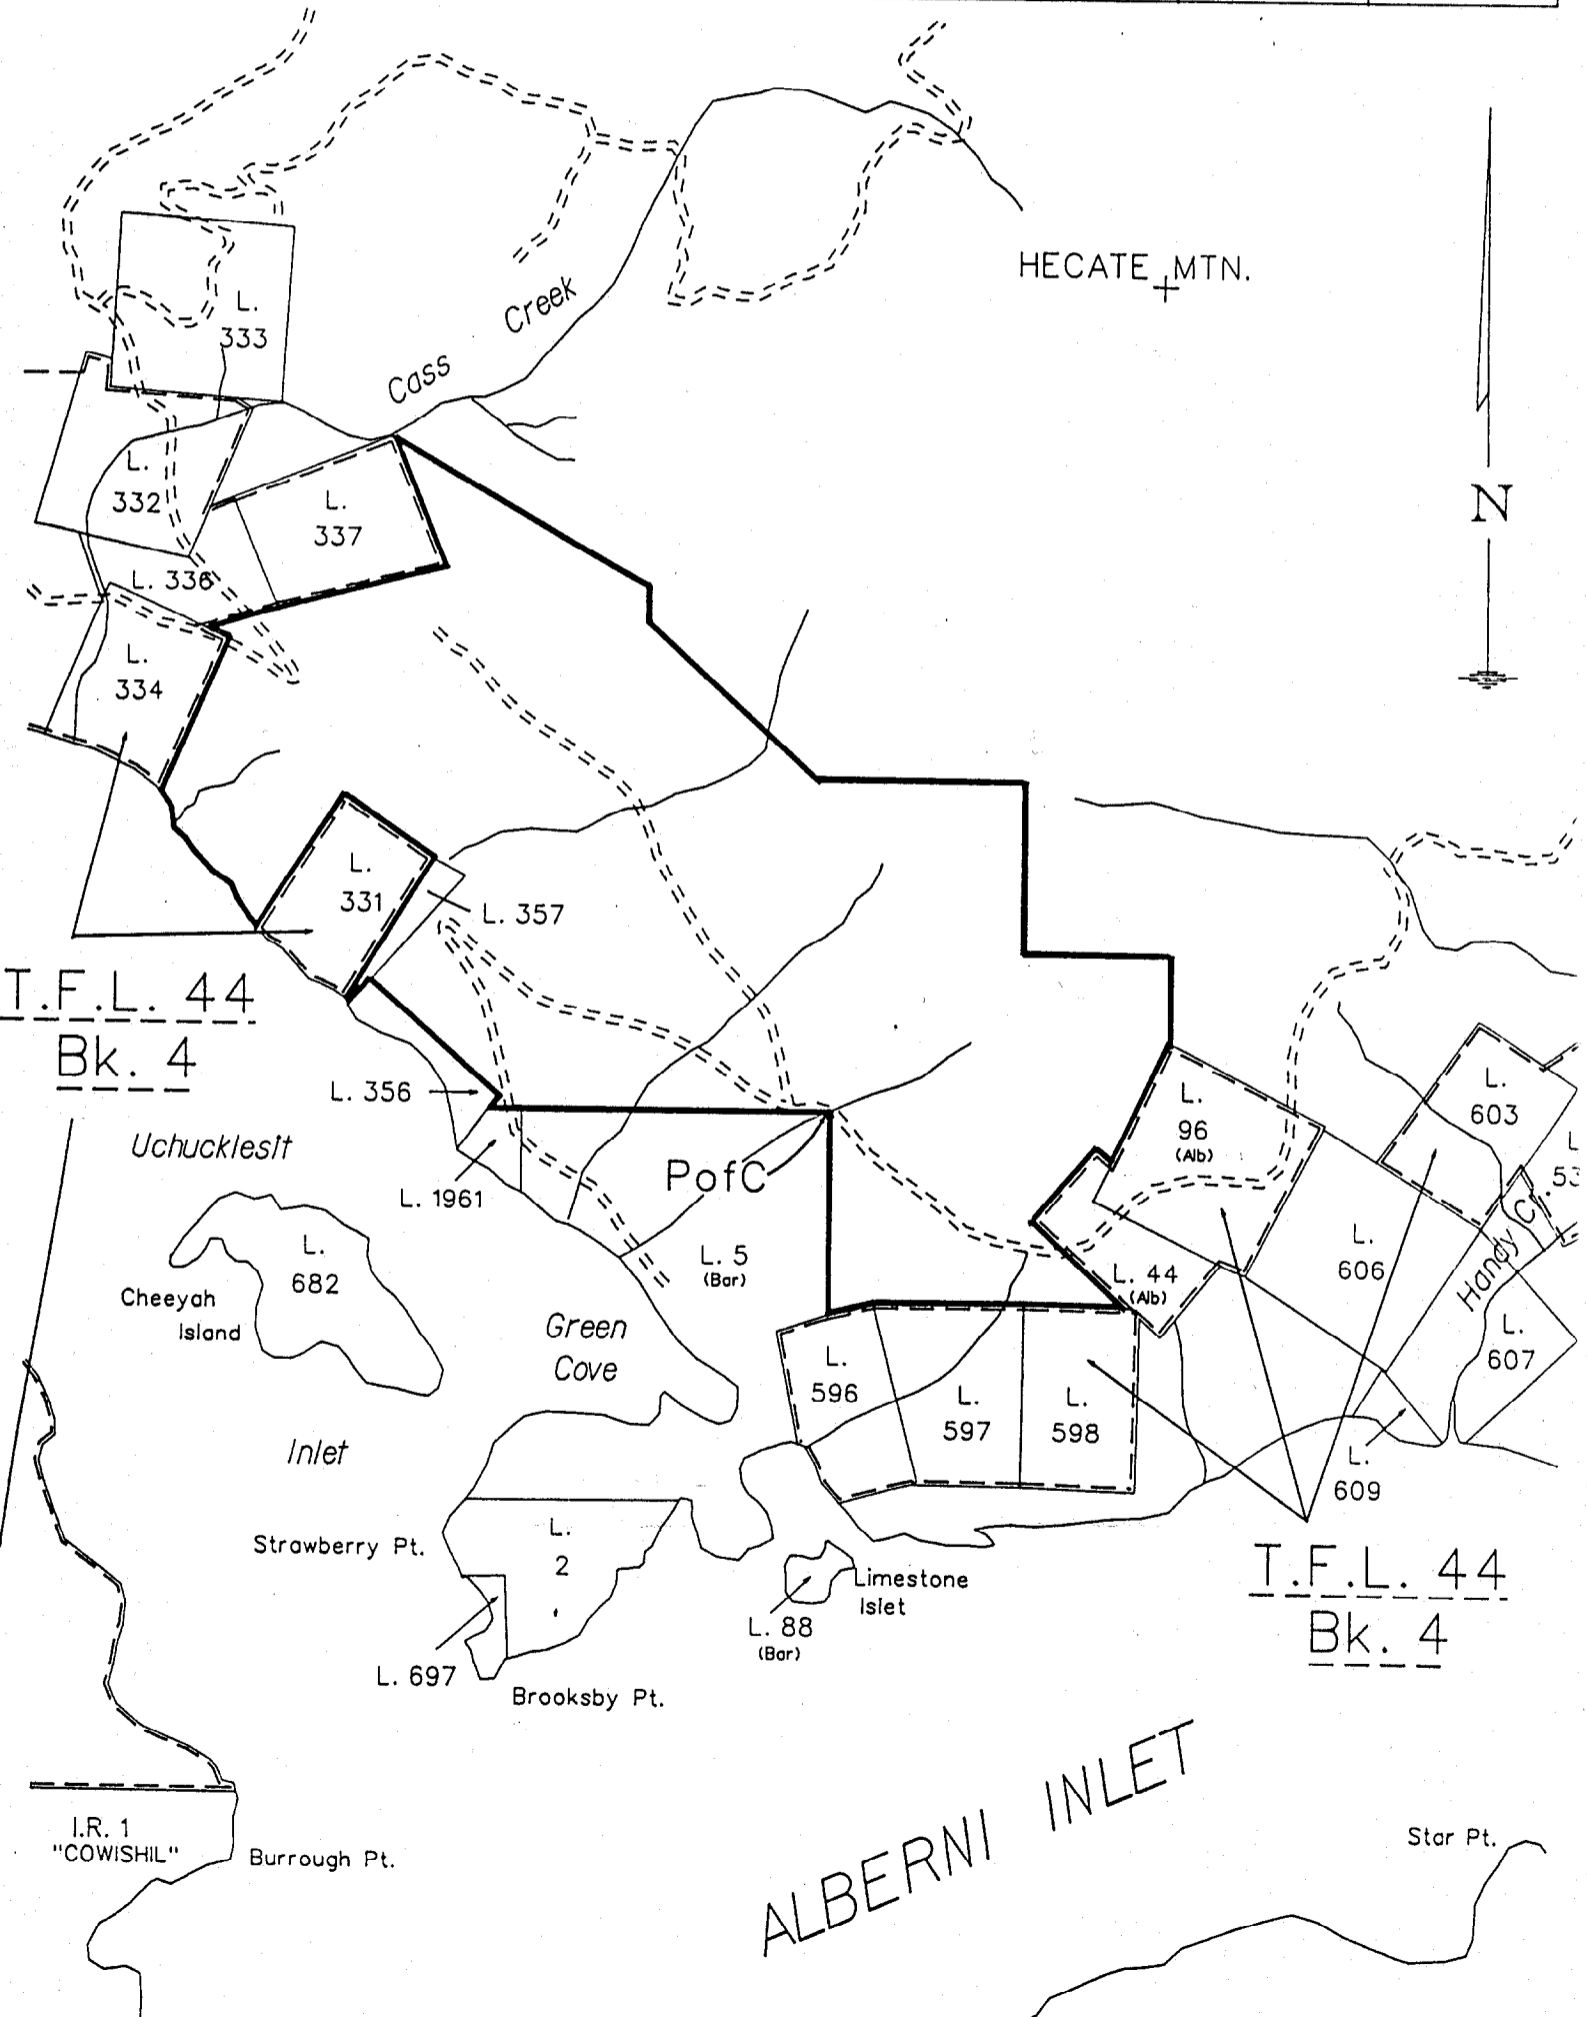 HECATE MTN.
L.
333
Creek
Cass
L.
332
L.
337
N
L. 336
L.
334
L.
331
L. 357
T.F.L. 44
Bk. 4
L. 356
L.
96
(Alb)
L.
603
L
.53
Uchucklesit
PofC
L. 1961
L.
682
L. 5
(Bar)
L. 44
(Alb)
L.
606
Handy Cr.
Cheeyah
Island
Green
Cove
L.
607
L.
596
L.
597
L.
598
Inlet
L.
609
Strawberry Pt.
L.
2
Limestone
Islet
T.F.L. 44
Bk. 4
L. 88
(Bar)
L. 697
Brooksby Pt.
ALBERNI INLET
I.R. 1
"COWISHIL"
Burrough Pt.
Star Pt.